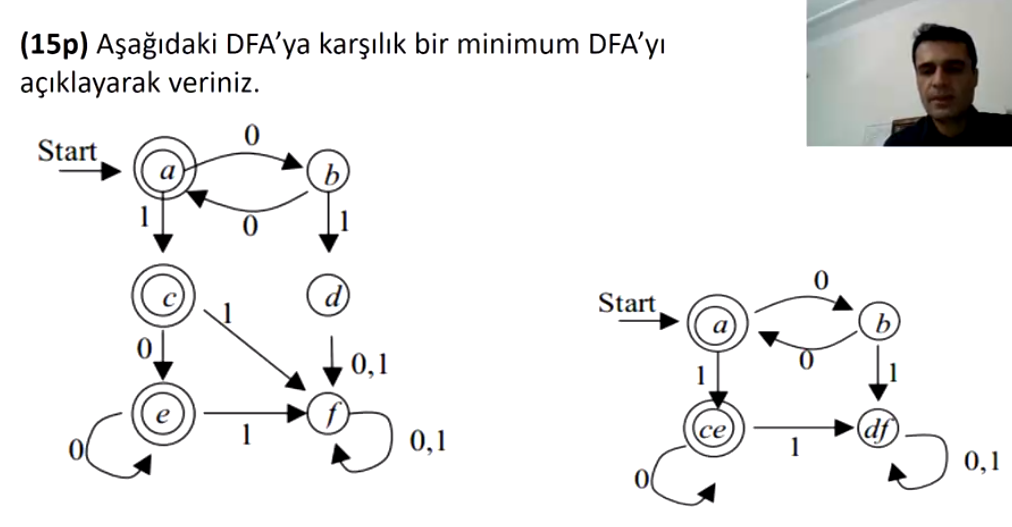 (15p) Aşağıdaki DFA'ya karşılık bir minimum DFA'yı
açıklayarak veriniz.
Start
a
0
b
0
1
1
c
1
d
0
0,1
e
1
f
0
0,1
Start
a
0
b
0
1
1
ce
1
df
0
0,1